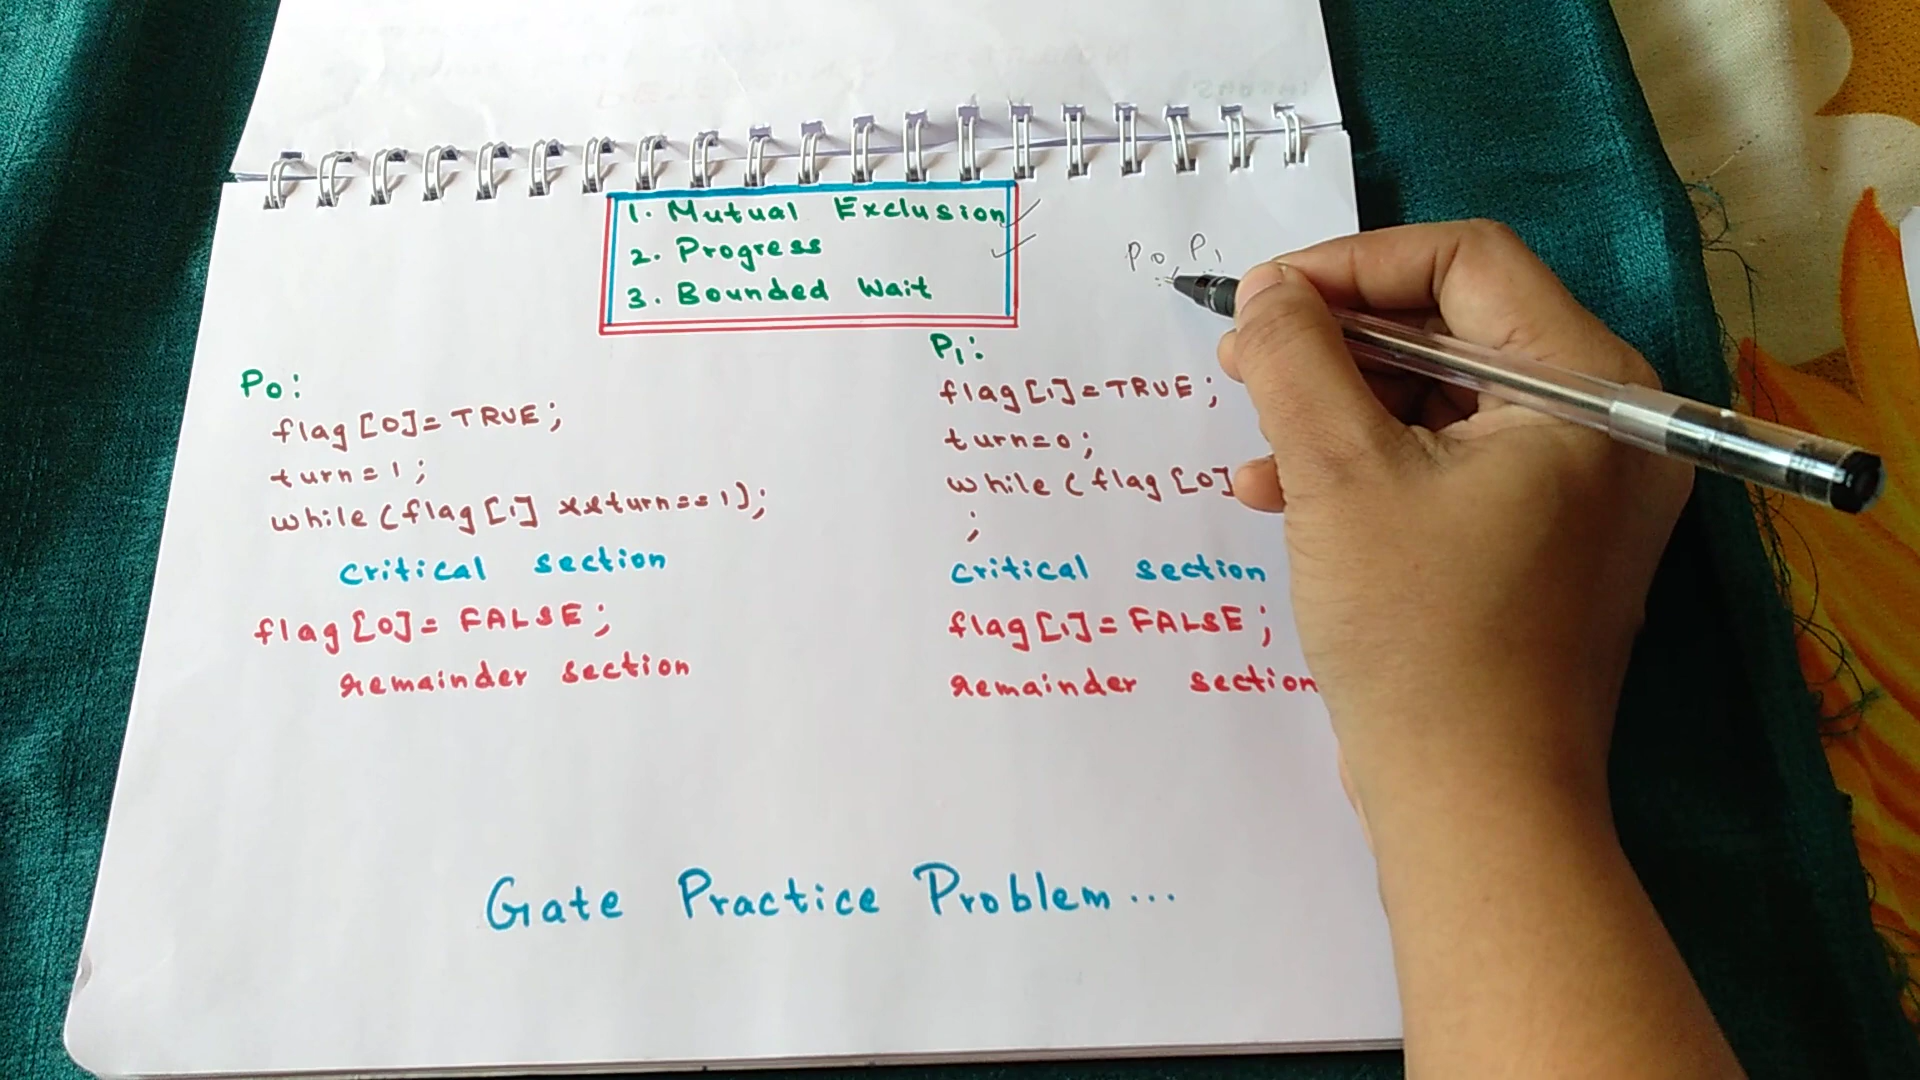 1. Mutual Exclusion
2. Progress
3. Bounded Wait
P0, P1
P0:
flag[0]=TRUE;
turn=1;
while(flag[1] &&turn==1);
critical section
flag[0]=FALSE;
remainder section
P1:
flag[1]=TRUE;
turn=0;
while(flag[0]
;
critical section
flag[1]=FALSE;
remainder section
Gate Practice Problem...